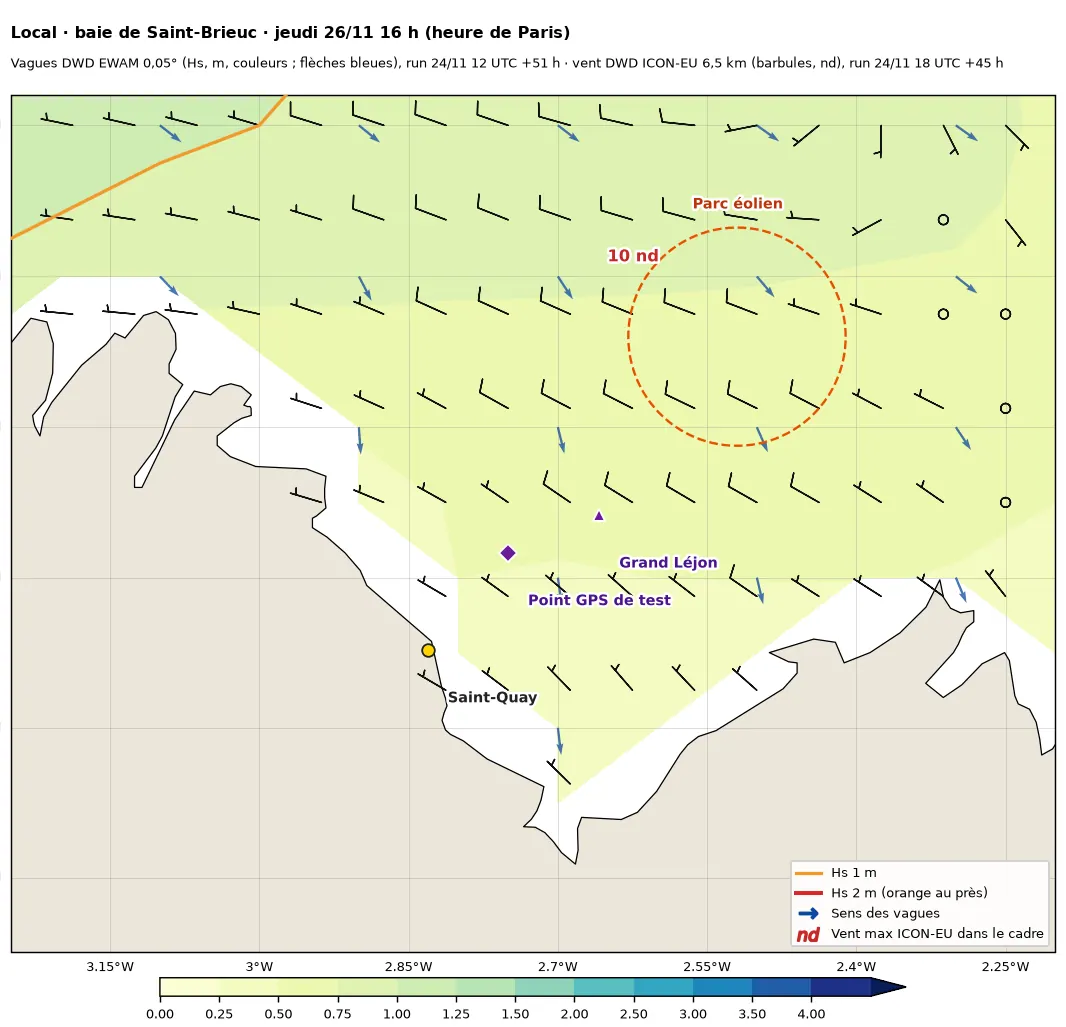 Local · baie de Saint-Brieuc · jeudi 26/11 16 h (heure de Paris)
Vagues DWD EWAM 0,05° (Hs, m, couleurs ; flèches bleues), run 24/11 12 UTC +51 h · vent DWD ICON-EU 6,5 km (barbules, nd), run 24/11 18 UTC +45 h
Parc éolien
10 nd
Grand Léjon
Point GPS de test
Saint-Quay
Hs 1 m
Hs 2 m (orange au près)
Sens des vagues
nd Vent max ICON-EU dans le cadre
3.15°W 3°W 2.85°W 2.7°W 2.55°W 2.4°W 2.25°W
0.00 0.25 0.50 0.75 1.00 1.25 1.50 2.00 2.50 3.00 3.50 4.00